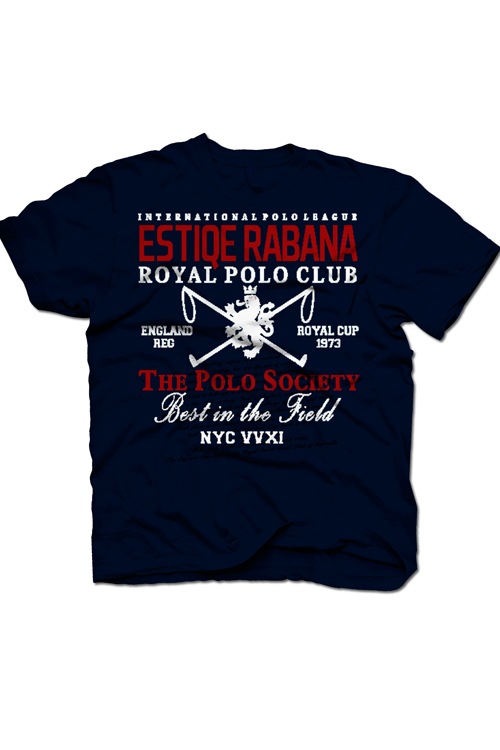 INTERNATIONAL POLO LEAGUE
ESTIQE RABANA
ROYAL POLO CLUB
ENGLAND REG
ROYAL CUP 1973
THE POLO SOCIETY
Best in the Field
NYC VVXI